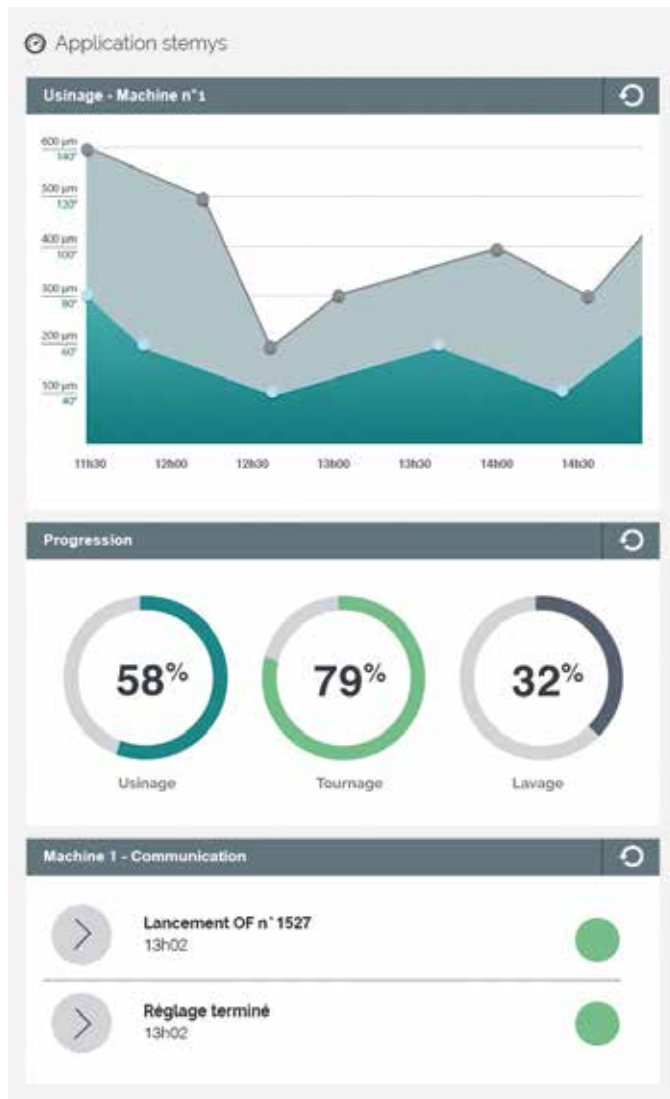 Application stemys
Usinage - Machine n°1
600 µm
140°
500 µm
120°
400 µm
100°
300 µm
80°
200 µm
60°
100 µm
40°
11h30 12h00 12h30 13h00 13h30 14h00 14h30
Progression
58% 79% 32%
Usinage Tournage Lavage
Machine 1 - Communication
Lancement OF n°1527
13h02
Réglage terminé
13h02